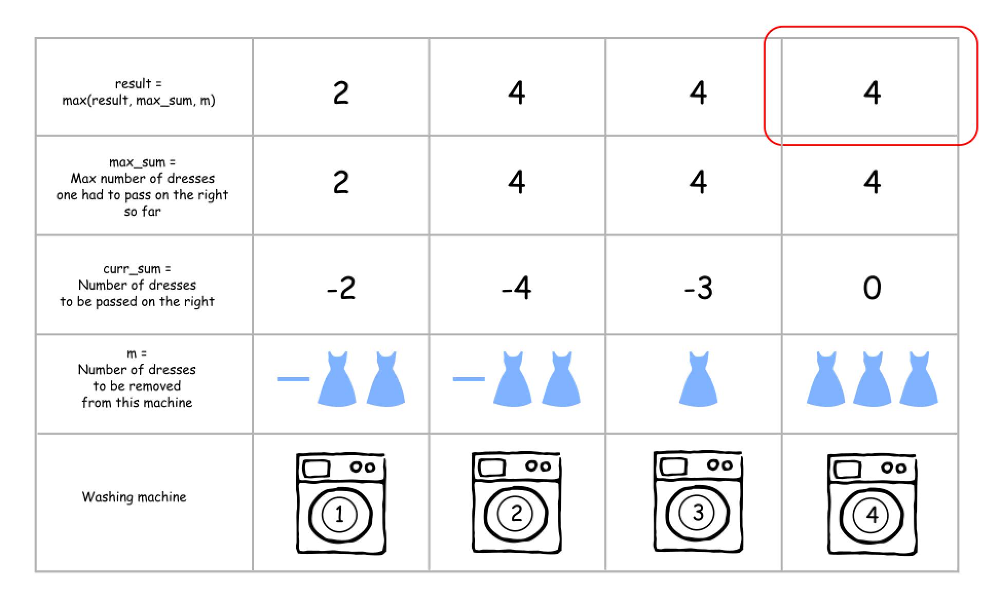 result =
max(result, max_sum, m)
2
4
4
4
max_sum =
Max number of dresses
one had to pass on the right
so far
2
4
4
4
curr_sum =
Number of dresses
to be passed on the right
-2
-4
-3
0
m =
Number of dresses
to be removed
from this machine
Washing machine
1
2
3
4